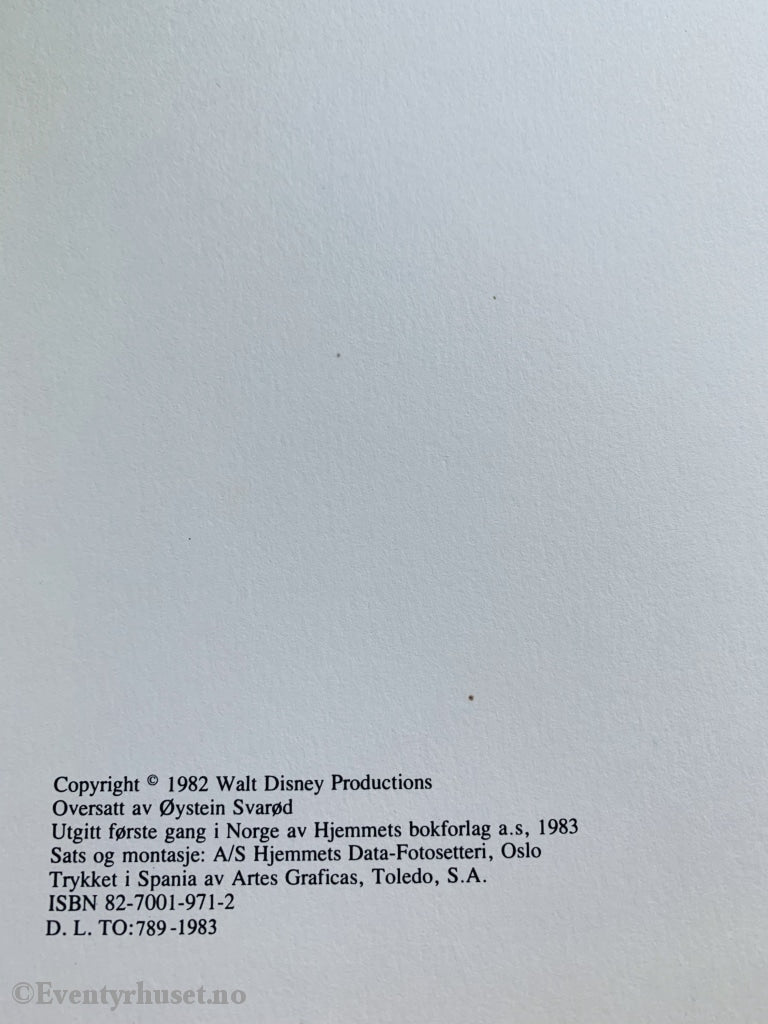 Copyright © 1982 Walt Disney Productions
Oversatt av Øystein Svarød
Utgitt første gang i Norge av Hjemmets bokforlag a.s, 1983
Sats og montasje: A/S Hjemmets Data-Fotosetteri, Oslo
Trykket i Spania av Artes Graficas, Toledo, S.A.
ISBN 82-7001-971-2
D. L. TO:789-1983
©Eventyrhuset.no